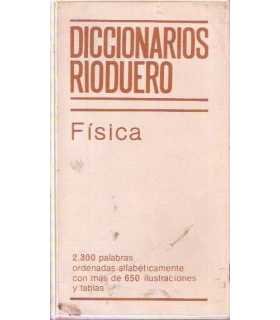 DICCIONARIOS
RIODUERO
Física
2.300 palabras
ordenadas alfabéticamente
con más de 650 ilustraciones
y tablas